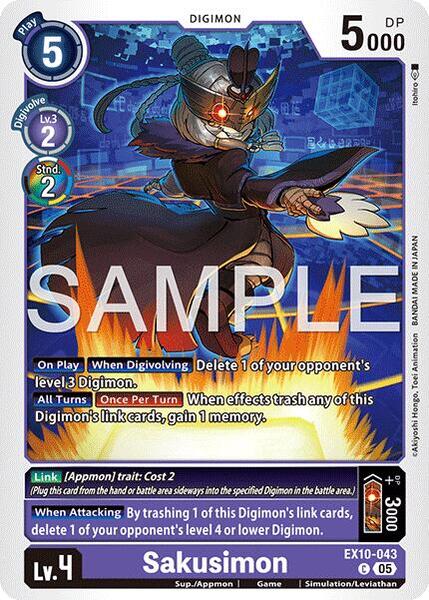 Play
5
DIGIMON
DP
5000
Digivolve
Lv.3
2
Stnd.
2
Itohiro
SAMPLE
©Akiyoshi Hongo, Toei Animation BANDAI MADE IN JAPAN
On Play When Digivolving Delete 1 of your opponent's
level 3 Digimon.
All Turns Once Per Turn When effects trash any of this
Digimon's link cards, gain 1 memory.
Link [Appmon] trait: Cost 2
(Plug this card from the hand or battle area sideways into the specified Digimon in the battle area.)
When Attacking By trashing 1 of this Digimon's link cards,
delete 1 of your opponent's level 4 or lower Digimon.
DP
+3000
Lv.4
Sakusimon
EX10-043
C 05
Sup./Appmon | Game | Simulation/Leviathan